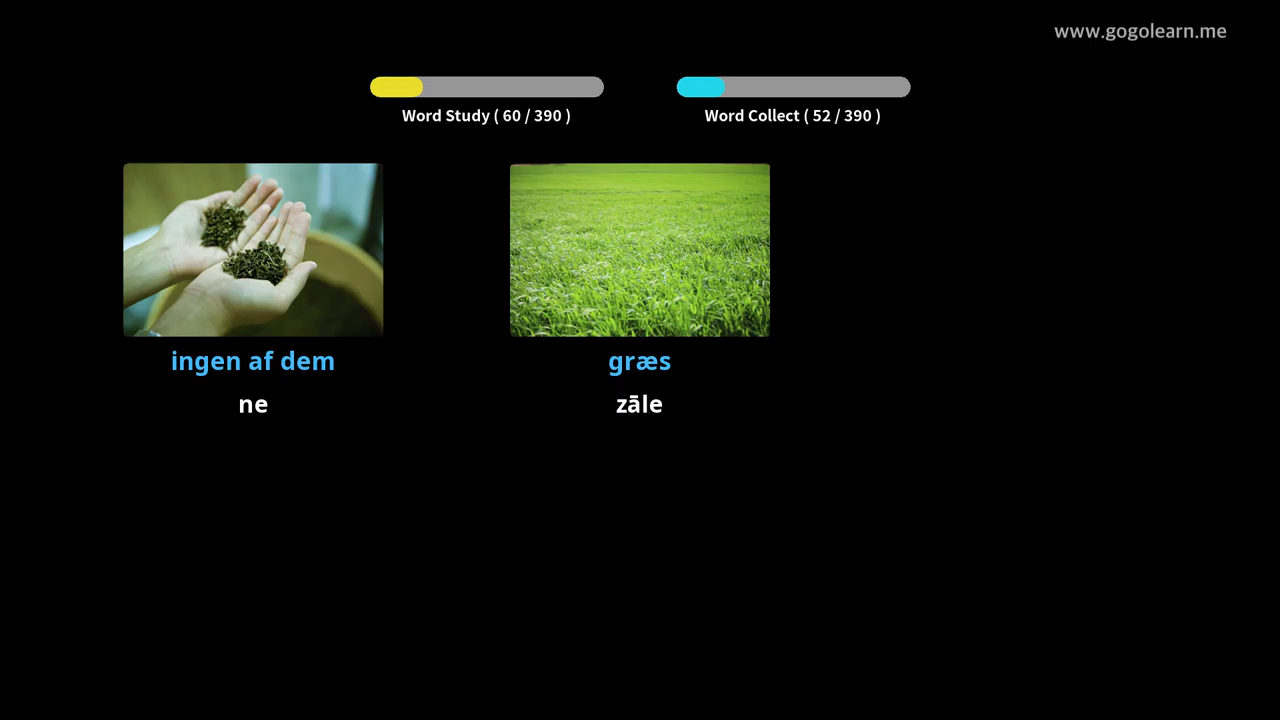 www.gogolearn.me
Word Study ( 60 / 390 )
Word Collect ( 52 / 390 )
ingen af dem
ne
græs
zāle